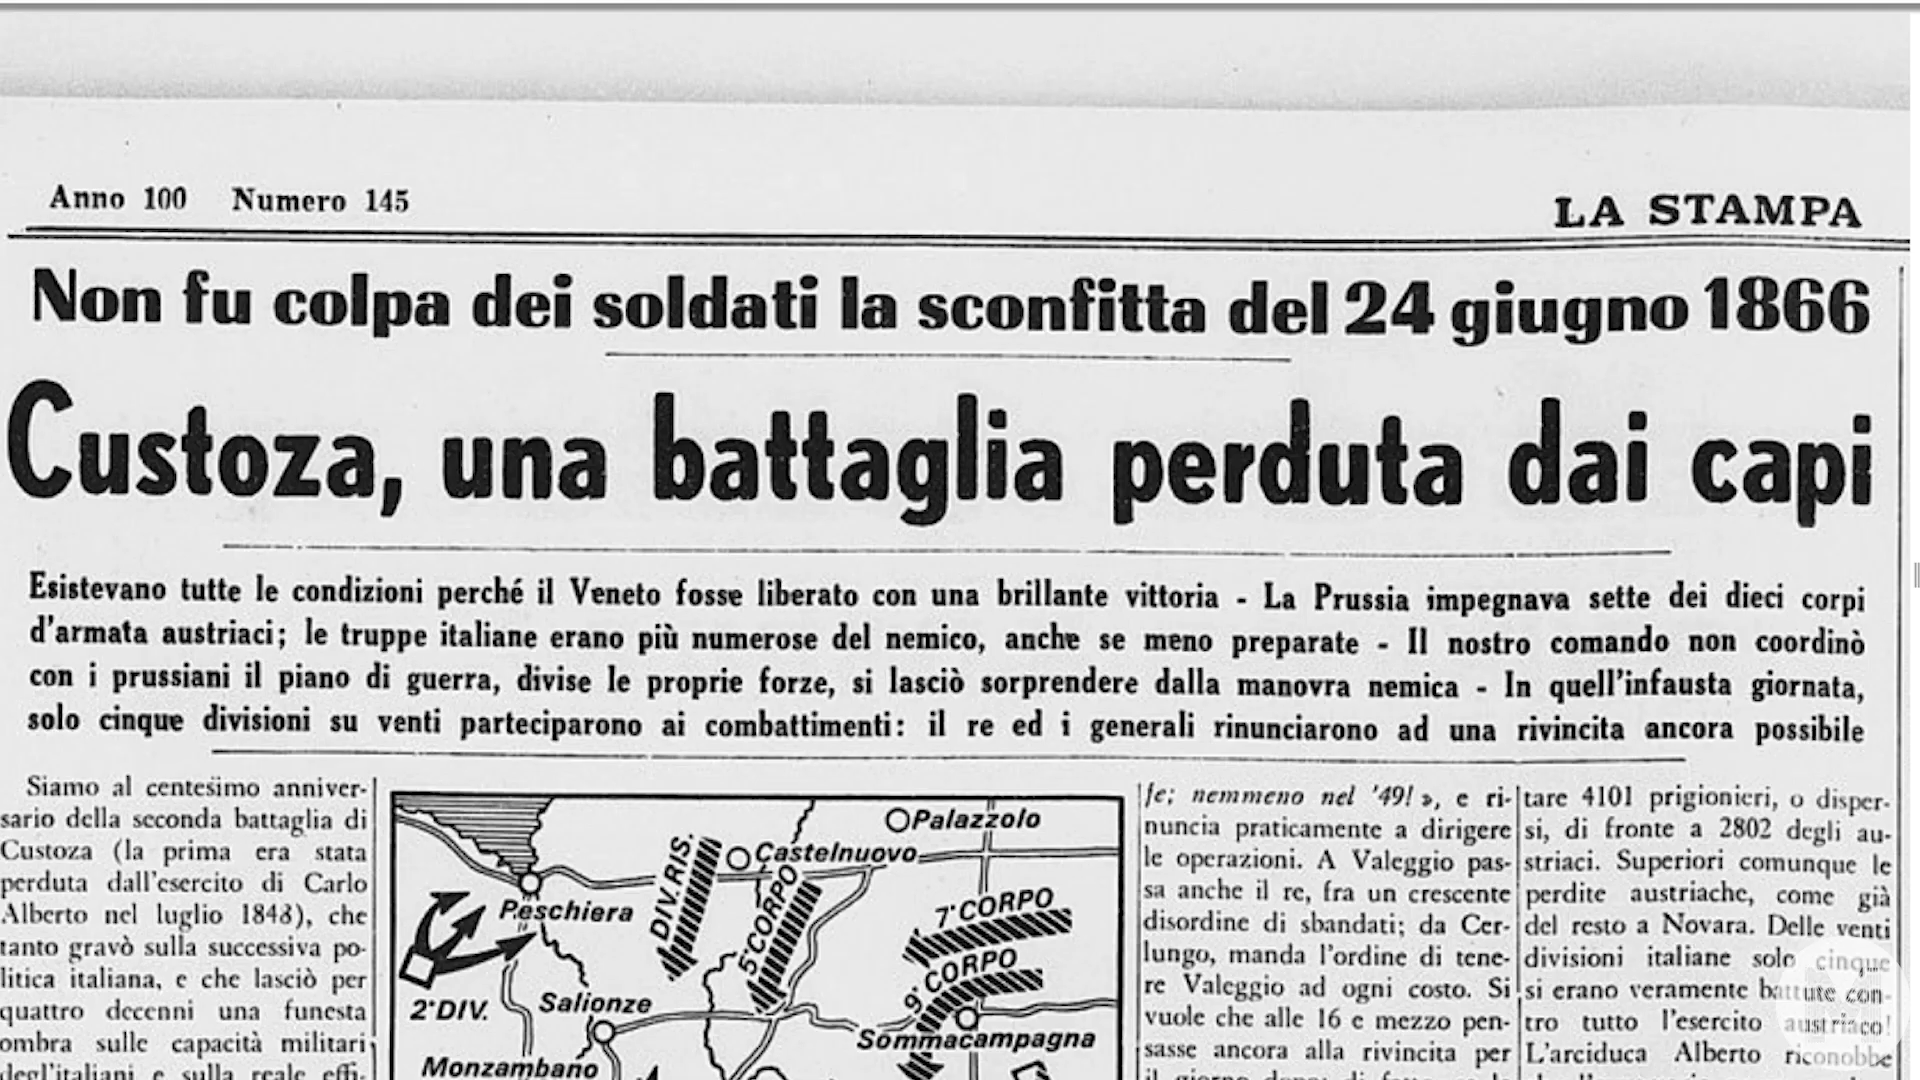 Anno 100 Numero 145
LA STAMPA
Non fu colpa dei soldati la sconfitta del 24 giugno 1866
Custoza, una battaglia perduta dai capi
Esistevano tutte le condizioni perché il Veneto fosse liberato con una brillante vittoria - La Prussia impegnava sette dei dieci corpi
d'armata austriaci; le truppe italiane erano più numerose del nemico, anche se meno preparate - Il nostro comando non coordinò
con i prussiani il piano di guerra, divise le proprie forze, si lasciò sorprendere dalla manovra nemica - In quell'infausta giornata,
solo cinque divisioni su venti parteciparono ai combattimenti: il re ed i generali rinunciarono ad una rivincita ancora possibile
Siamo al centesimo anniver-
sario della seconda battaglia di
Custoza (la prima era stata
perduta dall'esercito di Carlo
Alberto nel luglio 1848), che
tanto gravò sulla successiva po-
litica italiana, e che lasciò per
quattro decenni una funesta
ombra sulle capacità militari
degl'italiani e sulla reale effi-
Palazzolo
Castelnuovo
DIV. RIS.
5° CORPO
Peschiera
7° CORPO
9° CORPO
2ª DIV.
Salionze
Sommacampagna
Monzambano
fe; nemmeno nel '49! », e ri-
nuncia praticamente a dirigere
le operazioni. A Valeggio pas-
sa anche il re, fra un crescente
disordine di sbandati; da Cer-
lungo, manda l'ordine di tene-
re Valeggio ad ogni costo. Si
vuole che alle 16 e mezzo pen-
sasse ancora alla rivincita per
il giorno dopo; di fatto
tare 4101 prigionieri, o disper-
si, di fronte a 2802 degli au-
striaci. Superiori comunque le
perdite austriache, come già
del resto a Novara. Delle venti
divisioni italiane solo cinque
si erano veramente battute con-
tro tutto l'esercito austriaco!
L'arciduca Alberto riconobbe